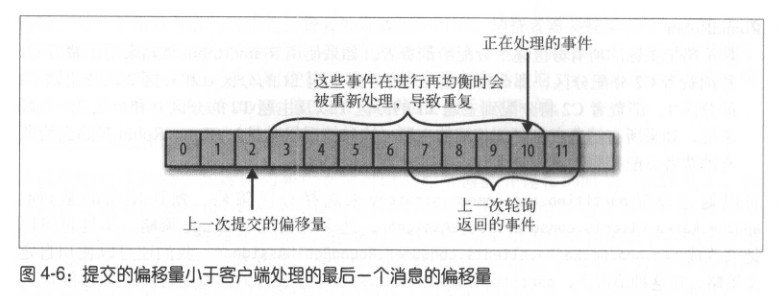 正在处理的事件
这些事件在进行再均衡时会
被重新处理，导致重复
0 1 2 3 4 5 6 7 8 9 10 11
上一次提交的偏移量
上一次轮询
返回的事件
图 4-6：提交的偏移量小于客户端处理的最后一个消息的偏移量